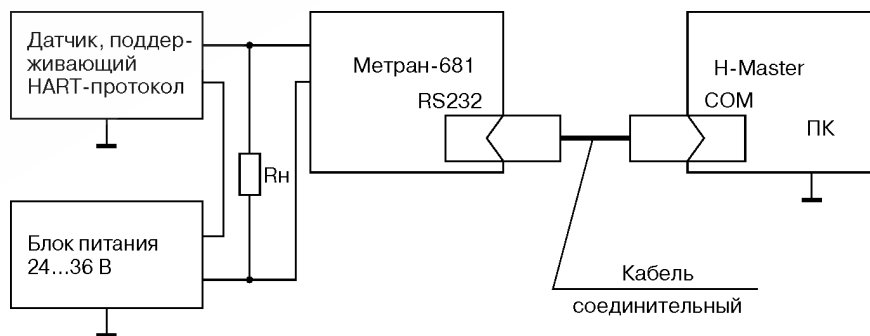 Датчик, поддер-
живающий
HART-протокол
Метран-681
RS232
H-Master
COM
ПК
Rн
Блок питания
24...36 В
Кабель
соединительный